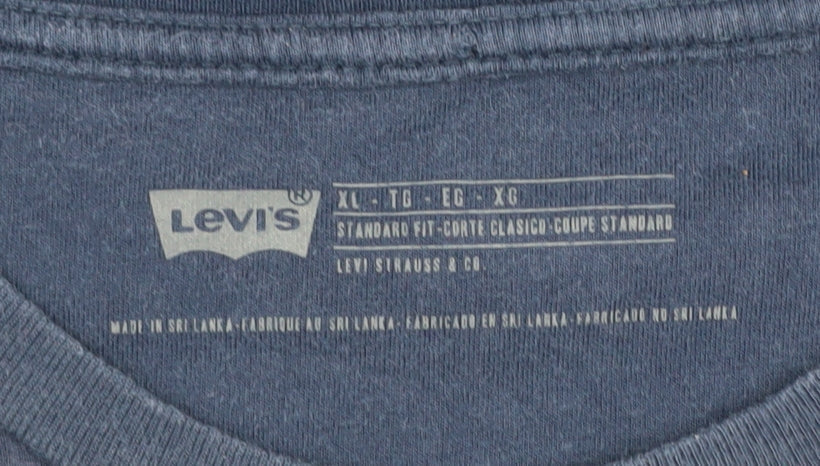 LEVI'S®
XL - TG - EG - XG
STANDARD FIT-CORTE CLASICO-COUPE STANDARD
LEVI STRAUSS & CO.
MADE IN SRI LANKA-FABRIQUE AU SRI LANKA-FABRICADO EN SRI LANKA-FABRICADO NO SRI LANKA